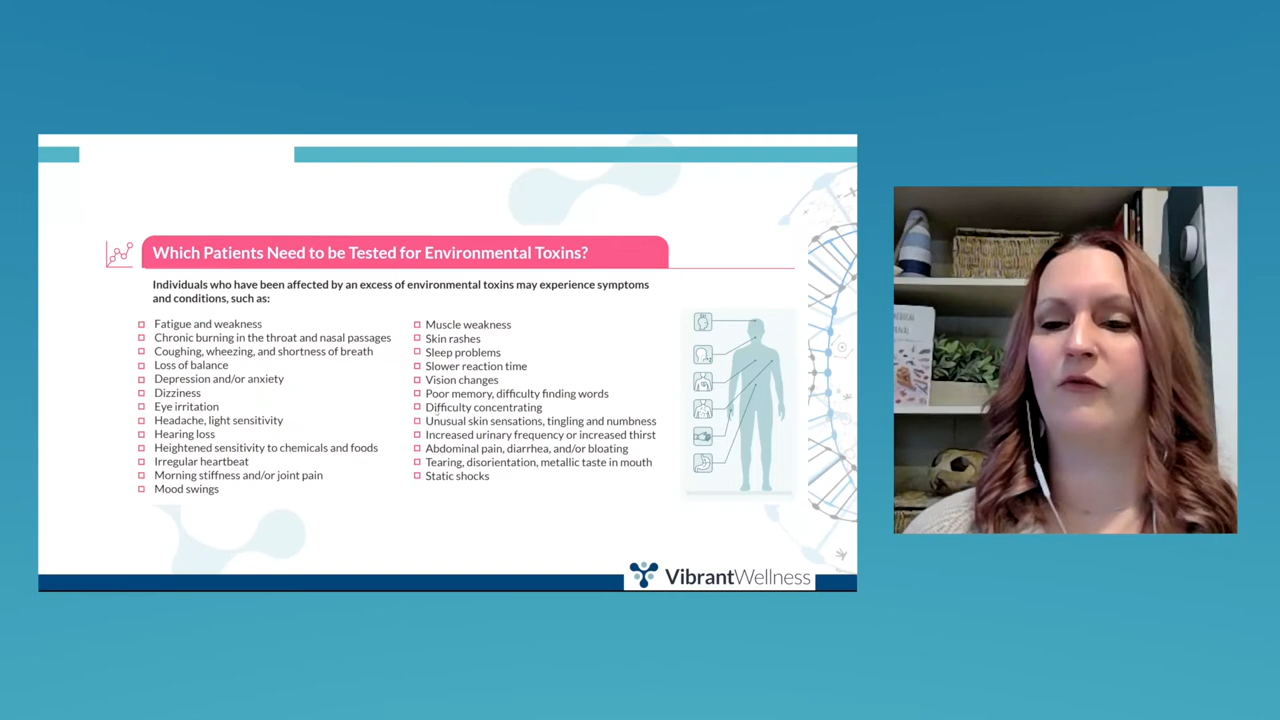 Which Patients Need to be Tested for Environmental Toxins?
Individuals who have been affected by an excess of environmental toxins may experience symptoms
and conditions, such as:
Fatigue and weakness
Chronic burning in the throat and nasal passages
Coughing, wheezing, and shortness of breath
Loss of balance
Depression and/or anxiety
Dizziness
Eye irritation
Headache, light sensitivity
Hearing loss
Heightened sensitivity to chemicals and foods
Irregular heartbeat
Morning stiffness and/or joint pain
Mood swings
Muscle weakness
Skin rashes
Sleep problems
Slower reaction time
Vision changes
Poor memory, difficulty finding words
Difficulty concentrating
Unusual skin sensations, tingling and numbness
Increased urinary frequency or increased thirst
Abdominal pain, diarrhea, and/or bloating
Tearing, disorientation, metallic taste in mouth
Static shocks
VibrantWellness